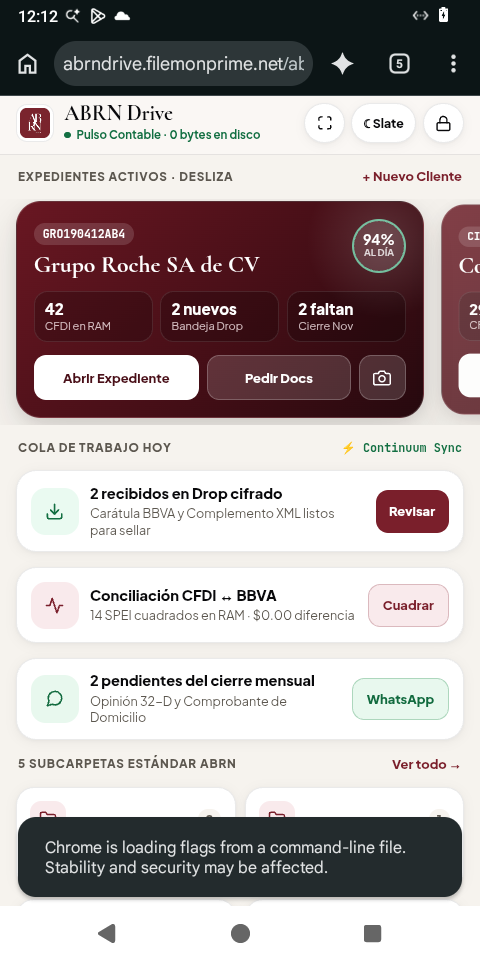 12:12
abrndrive.filemonprime.net/ab
5
ABRN Drive
Pulso Contable · 0 bytes en disco
Slate
EXPEDIENTES ACTIVOS · DESLIZA
+ Nuevo Cliente
GRO190412AB4
Grupo Roche SA de CV
94%
AL DÍA
42
CFDI en RAM
2 nuevos
Bandeja Drop
2 faltan
Cierre Nov
Abrir Expediente
Pedir Docs
COLA DE TRABAJO HOY
⚡ Continuum Sync
2 recibidos en Drop cifrado
Carátula BBVA y Complemento XML listos
para sellar
Revisar
Conciliación CFDI ↔ BBVA
14 SPEI cuadrados en RAM · $0.00 diferencia
Cuadrar
2 pendientes del cierre mensual
Opinión 32-D y Comprobante de
Domicilio
WhatsApp
5 SUBCARPETAS ESTÁNDAR ABRN
Ver todo →
Chrome is loading flags from a command-line file.
Stability and security may be affected.